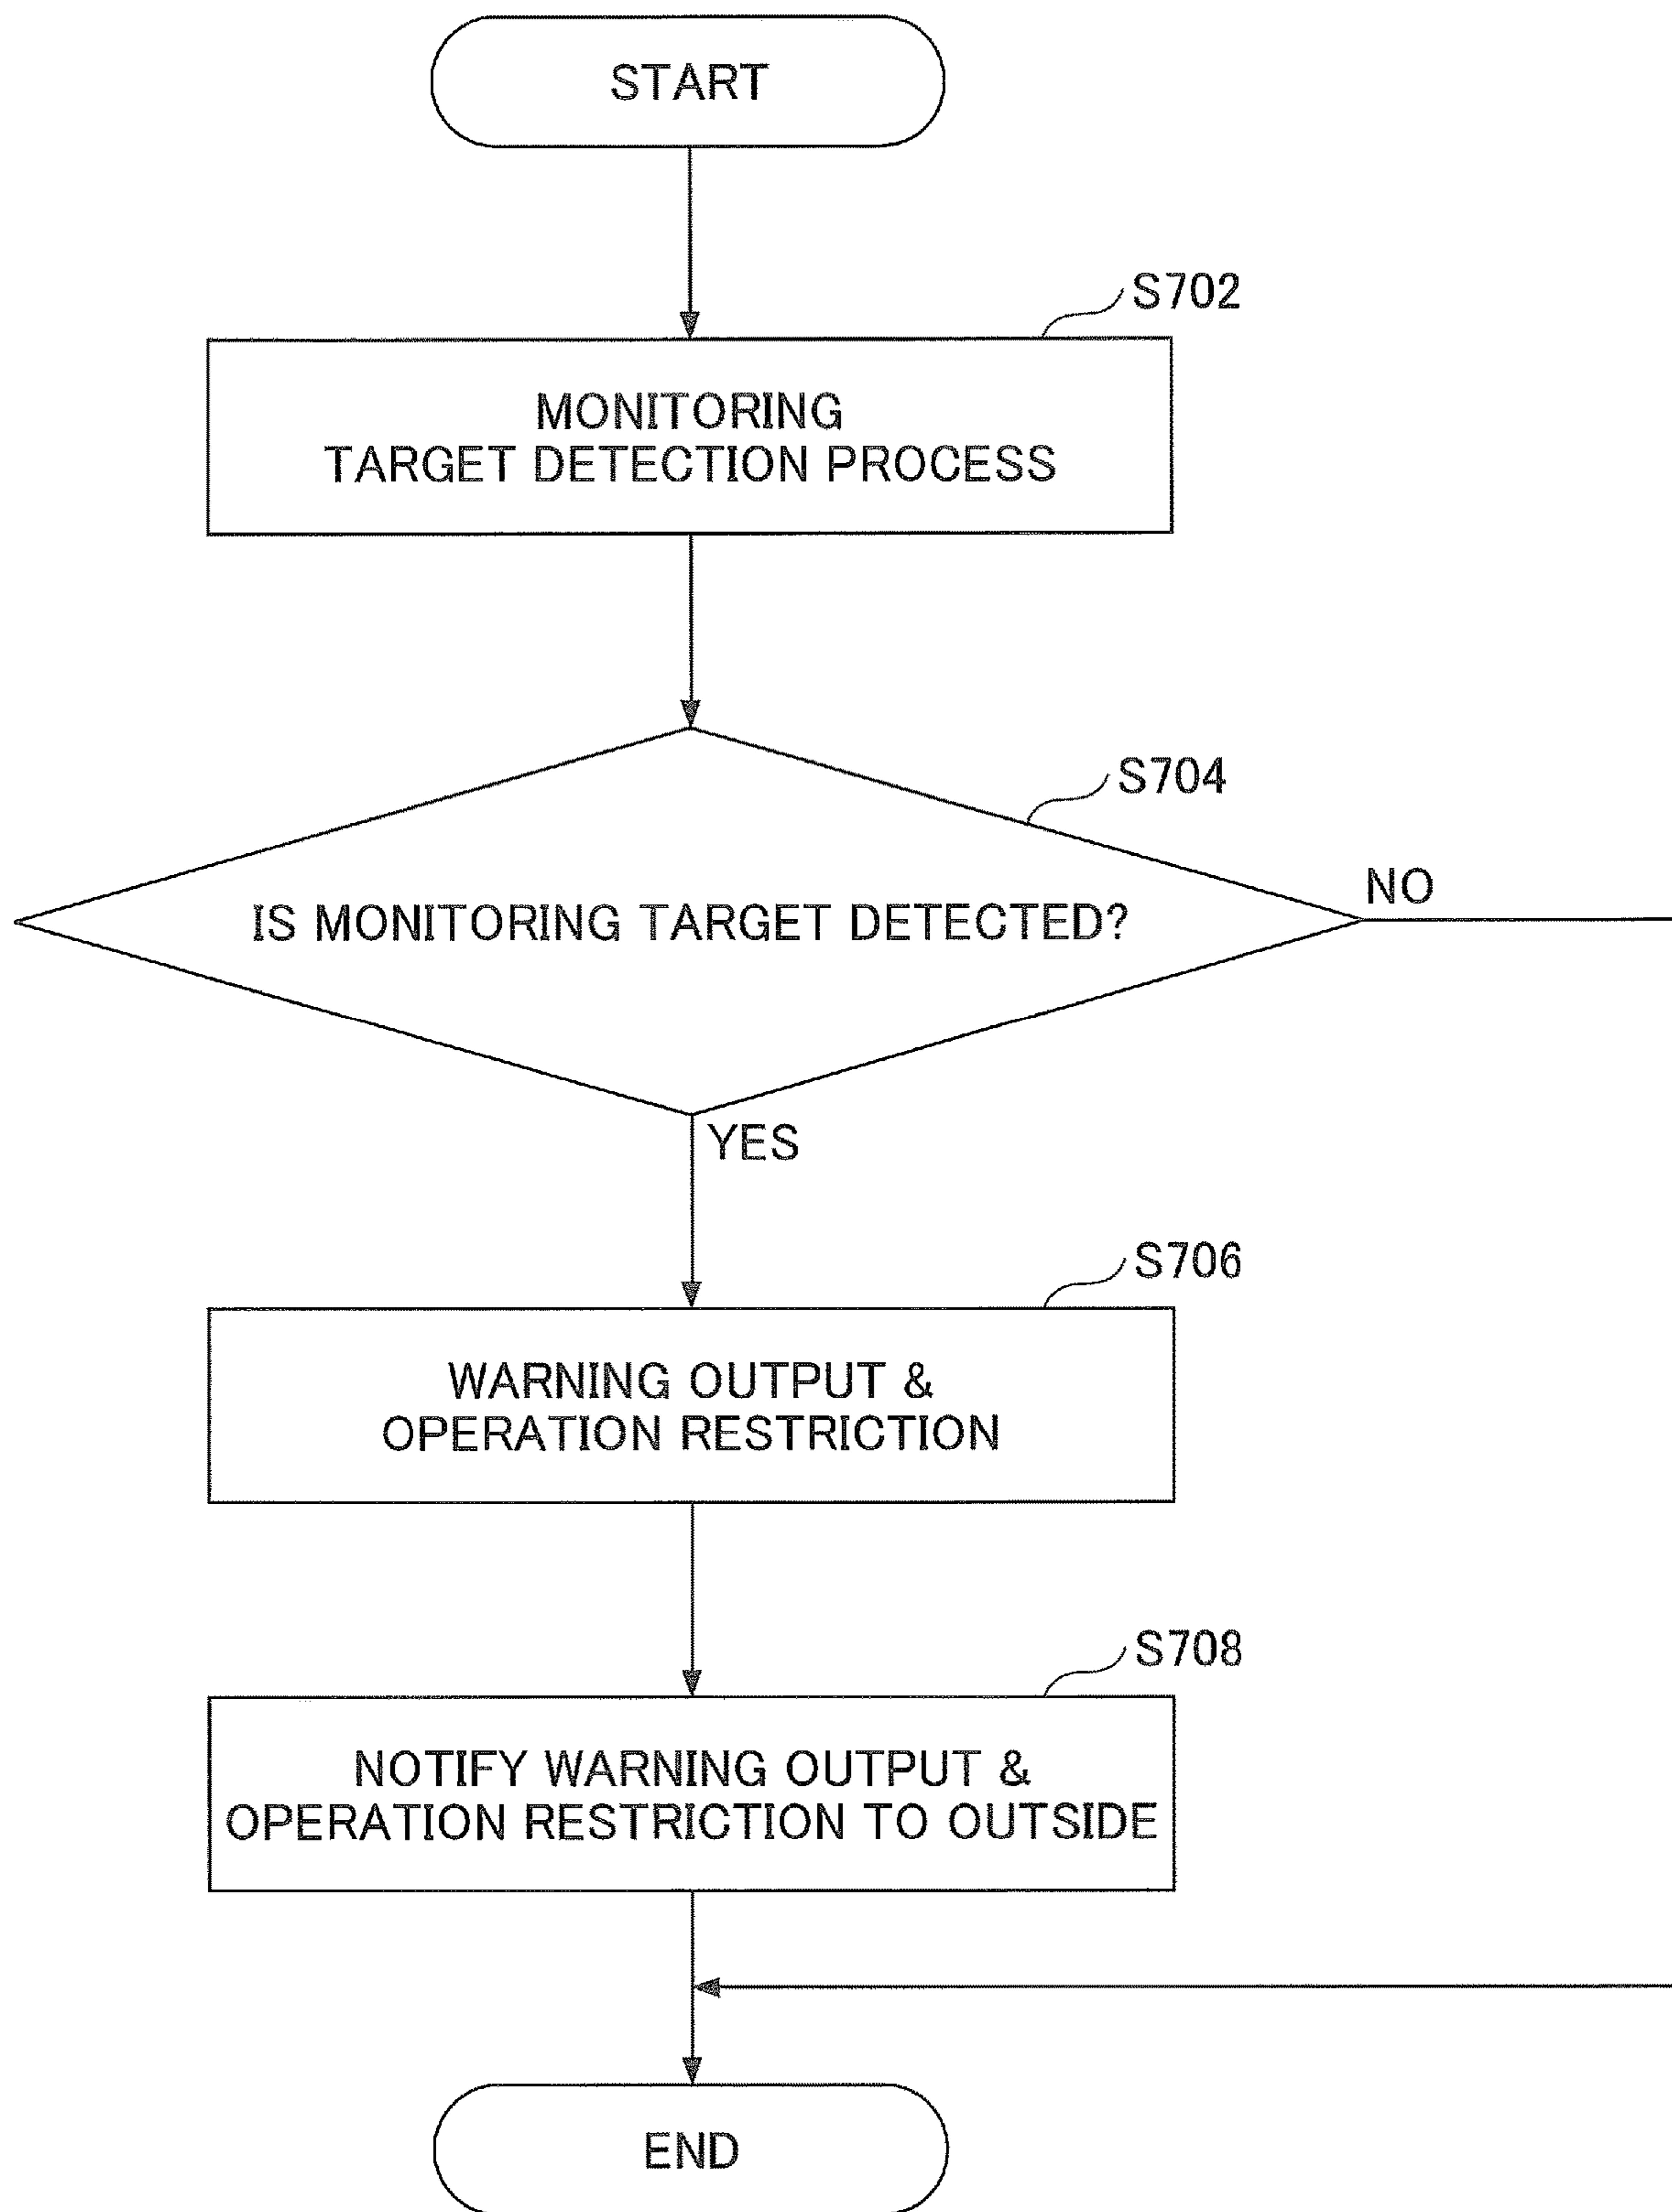 START
S702
MONITORING
TARGET DETECTION PROCESS
S704
IS MONITORING TARGET DETECTED?
NO
YES
S706
WARNING OUTPUT &
OPERATION RESTRICTION
S708
NOTIFY WARNING OUTPUT &
OPERATION RESTRICTION TO OUTSIDE
END